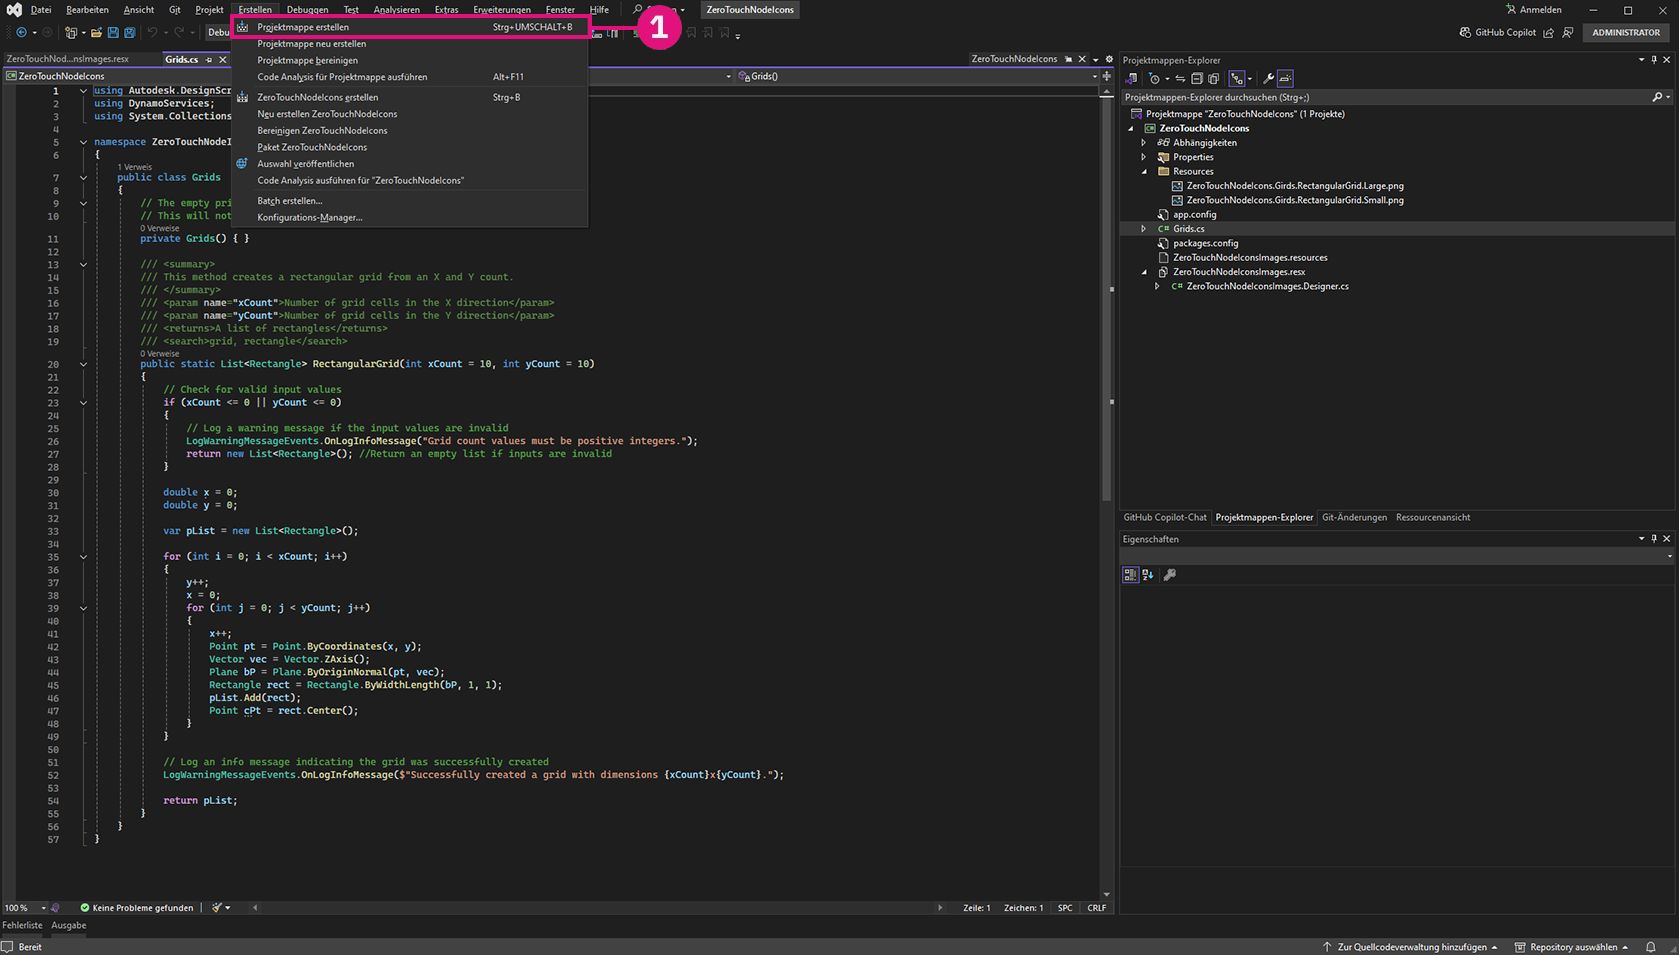 Datei Bearbeiten Ansicht Git Projekt Erstellen Debuggen Test Analysieren Extras Erweiterungen Fenster Hilfe ZeroTouchNodeIcons Anmelden
Debu GitHub Copilot ADMINISTRATOR
Projektmappe erstellen Strg+UMSCHALT+B
1
Projektmappe neu erstellen
Projektmappe bereinigen
Code Analysis für Projektmappe ausführen Alt+F11
ZeroTouchNodeIcons erstellen Strg+B
Neu erstellen ZeroTouchNodeIcons
Bereinigen ZeroTouchNodeIcons
Paket ZeroTouchNodeIcons
Auswahl veröffentlichen
Code Analysis ausführen für "ZeroTouchNodeIcons"
Batch erstellen...
Konfigurations-Manager...
ZeroTouchNod...nsImages.resx Grids.cs ZeroTouchNodeIcons
ZeroTouchNodeIcons Grids()
1 using Autodesk.DesignScr
2 using DynamoServices;
3 using System.Collections
4
5 namespace ZeroTouchNodeI
6 {
1 Verweis
7 public class Grids
8 {
9 // The empty pri
10 // This will not
0 Verweise
11 private Grids() { }
12
13 /// <summary>
14 /// This method creates a rectangular grid from an X and Y count.
15 /// </summary>
16 /// <param name="xCount">Number of grid cells in the X direction</param>
17 /// <param name="yCount">Number of grid cells in the Y direction</param>
18 /// <returns>A list of rectangles</returns>
19 /// <search>grid, rectangle</search>
0 Verweise
20 public static List<Rectangle> RectangularGrid(int xCount = 10, int yCount = 10)
21 {
22 // Check for valid input values
23 if (xCount <= 0 || yCount <= 0)
24 {
25 // Log a warning message if the input values are invalid
26 LogWarningMessageEvents.OnLogInfoMessage("Grid count values must be positive integers.");
27 return new List<Rectangle>(); //Return an empty list if inputs are invalid
28 }
29
30 double x = 0;
31 double y = 0;
32
33 var pList = new List<Rectangle>();
34
35 for (int i = 0; i < xCount; i++)
36 {
37 y++;
38 x = 0;
39 for (int j = 0; j < yCount; j++)
40 {
41 x++;
42 Point pt = Point.ByCoordinates(x, y);
43 Vector vec = Vector.ZAxis();
44 Plane bP = Plane.ByOriginNormal(pt, vec);
45 Rectangle rect = Rectangle.ByWidthLength(bP, 1, 1);
46 pList.Add(rect);
47 Point cPt = rect.Center();
48 }
49 }
50
51 // Log an info message indicating the grid was successfully created
52 LogWarningMessageEvents.OnLogInfoMessage($"Successfully created a grid with dimensions {xCount}x{yCount}.");
53
54 return pList;
55 }
56 }
57 }
100 % Keine Probleme gefunden Zeile: 1 Zeichen: 1 SPC CRLF
Fehlerliste Ausgabe
Projektmappen-Explorer
Projektmappen-Explorer durchsuchen (Strg+;)
Projektmappe "ZeroTouchNodeIcons" (1 Projekte)
ZeroTouchNodeIcons
Abhängigkeiten
Properties
Resources
ZeroTouchNodeIcons.Girds.RectangularGrid.Large.png
ZeroTouchNodeIcons.Girds.RectangularGrid.Small.png
app.config
C# Grids.cs
packages.config
ZeroTouchNodeIconsImages.resources
ZeroTouchNodeIconsImages.resx
C# ZeroTouchNodeIconsImages.Designer.cs
GitHub Copilot-Chat Projektmappen-Explorer Git-Änderungen Ressourcenansicht
Eigenschaften
Bereit Zur Quellcodeverwaltung hinzufügen Repository auswählen